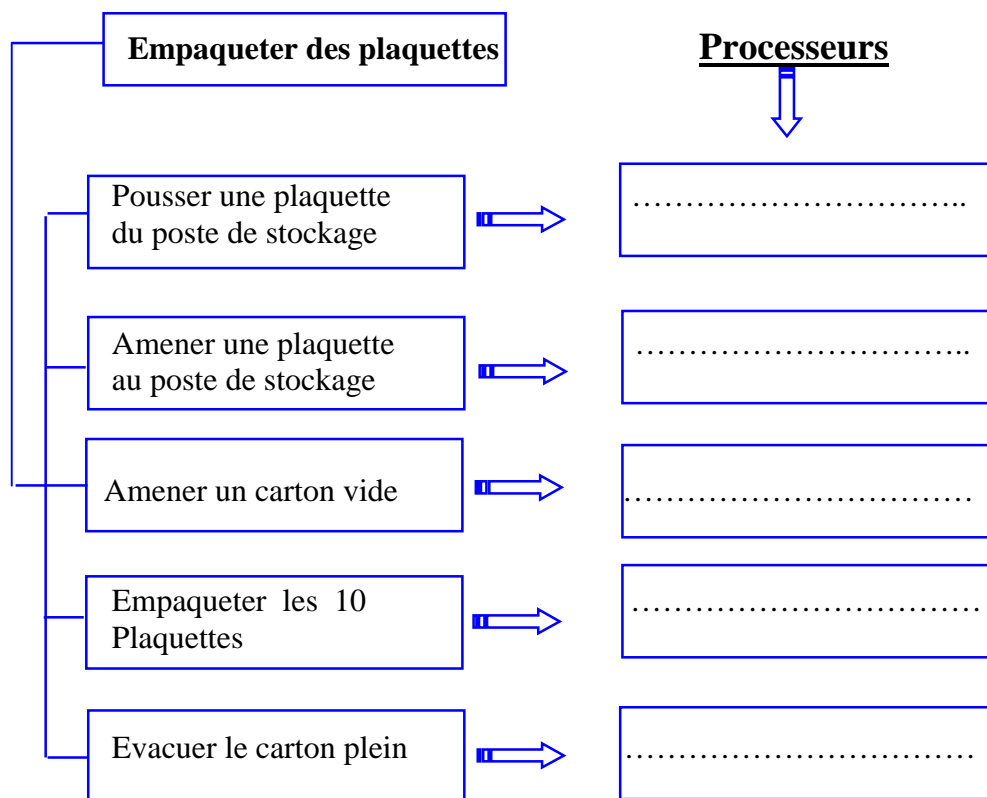 Empaqueter des plaquettes
Processeurs
Pousser une plaquette
du poste de stockage
……………………………..
Amener une plaquette
au poste de stockage
……………………………..
Amener un carton vide
………………………………
Empaqueter les 10
Plaquettes
………………………………
Evacuer le carton plein
………………………………